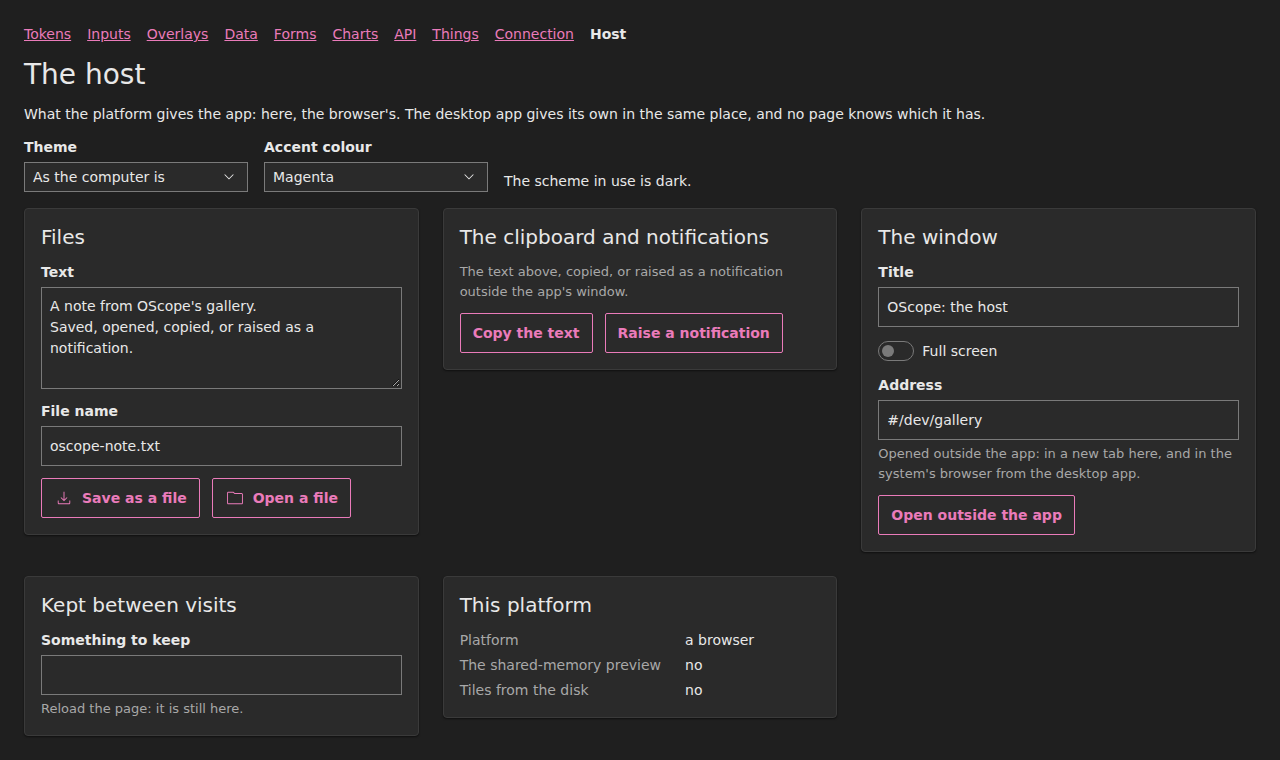 Tokens Inputs Overlays Data Forms Charts API Things Connection Host
The host
What the platform gives the app: here, the browser's. The desktop app gives its own in the same place, and no page knows which it has.
Theme
As the computer is
Accent colour
Magenta
The scheme in use is dark.
Files
Text
A note from OScope's gallery.
Saved, opened, copied, or raised as a
notification.
File name
oscope-note.txt
Save as a file
Open a file
The clipboard and notifications
The text above, copied, or raised as a notification
outside the app's window.
Copy the text
Raise a notification
The window
Title
OScope: the host
Full screen
Address
#/dev/gallery
Opened outside the app: in a new tab here, and in the
system's browser from the desktop app.
Open outside the app
Kept between visits
Something to keep
Reload the page: it is still here.
This platform
Platform a browser
The shared-memory preview no
Tiles from the disk no